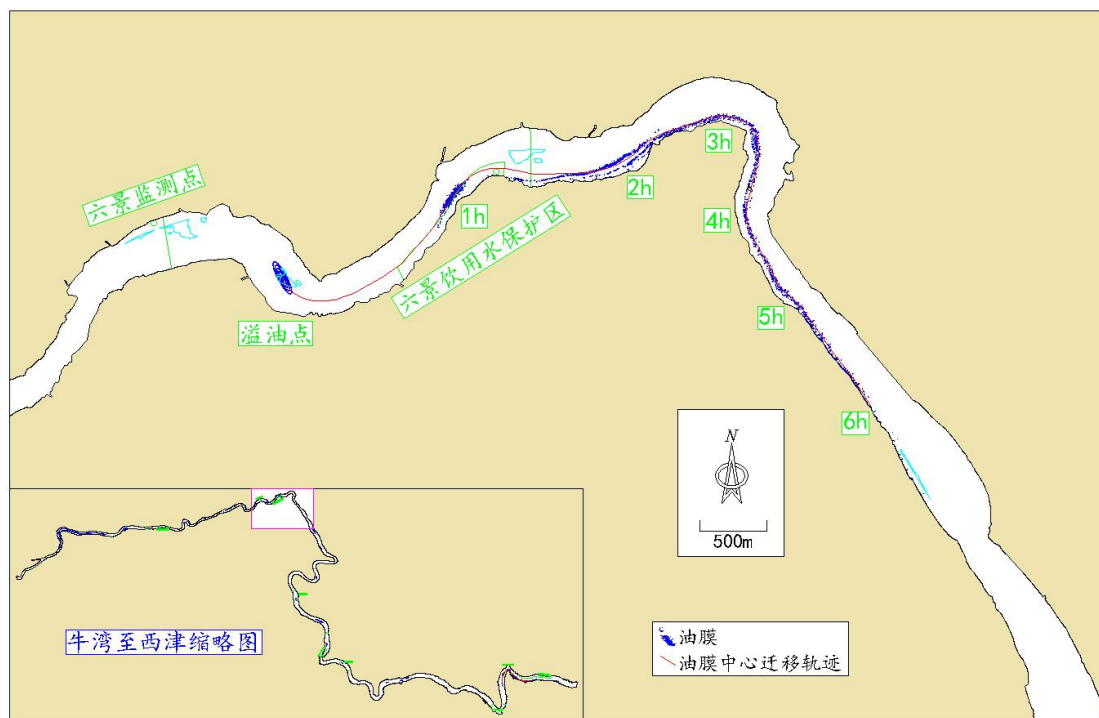 六景监测点
溢油点
1h
六景饮用水保护区
2h
3h
4h
5h
6h
N
500m
油膜
油膜中心迁移轨迹
牛湾至西津缩略图